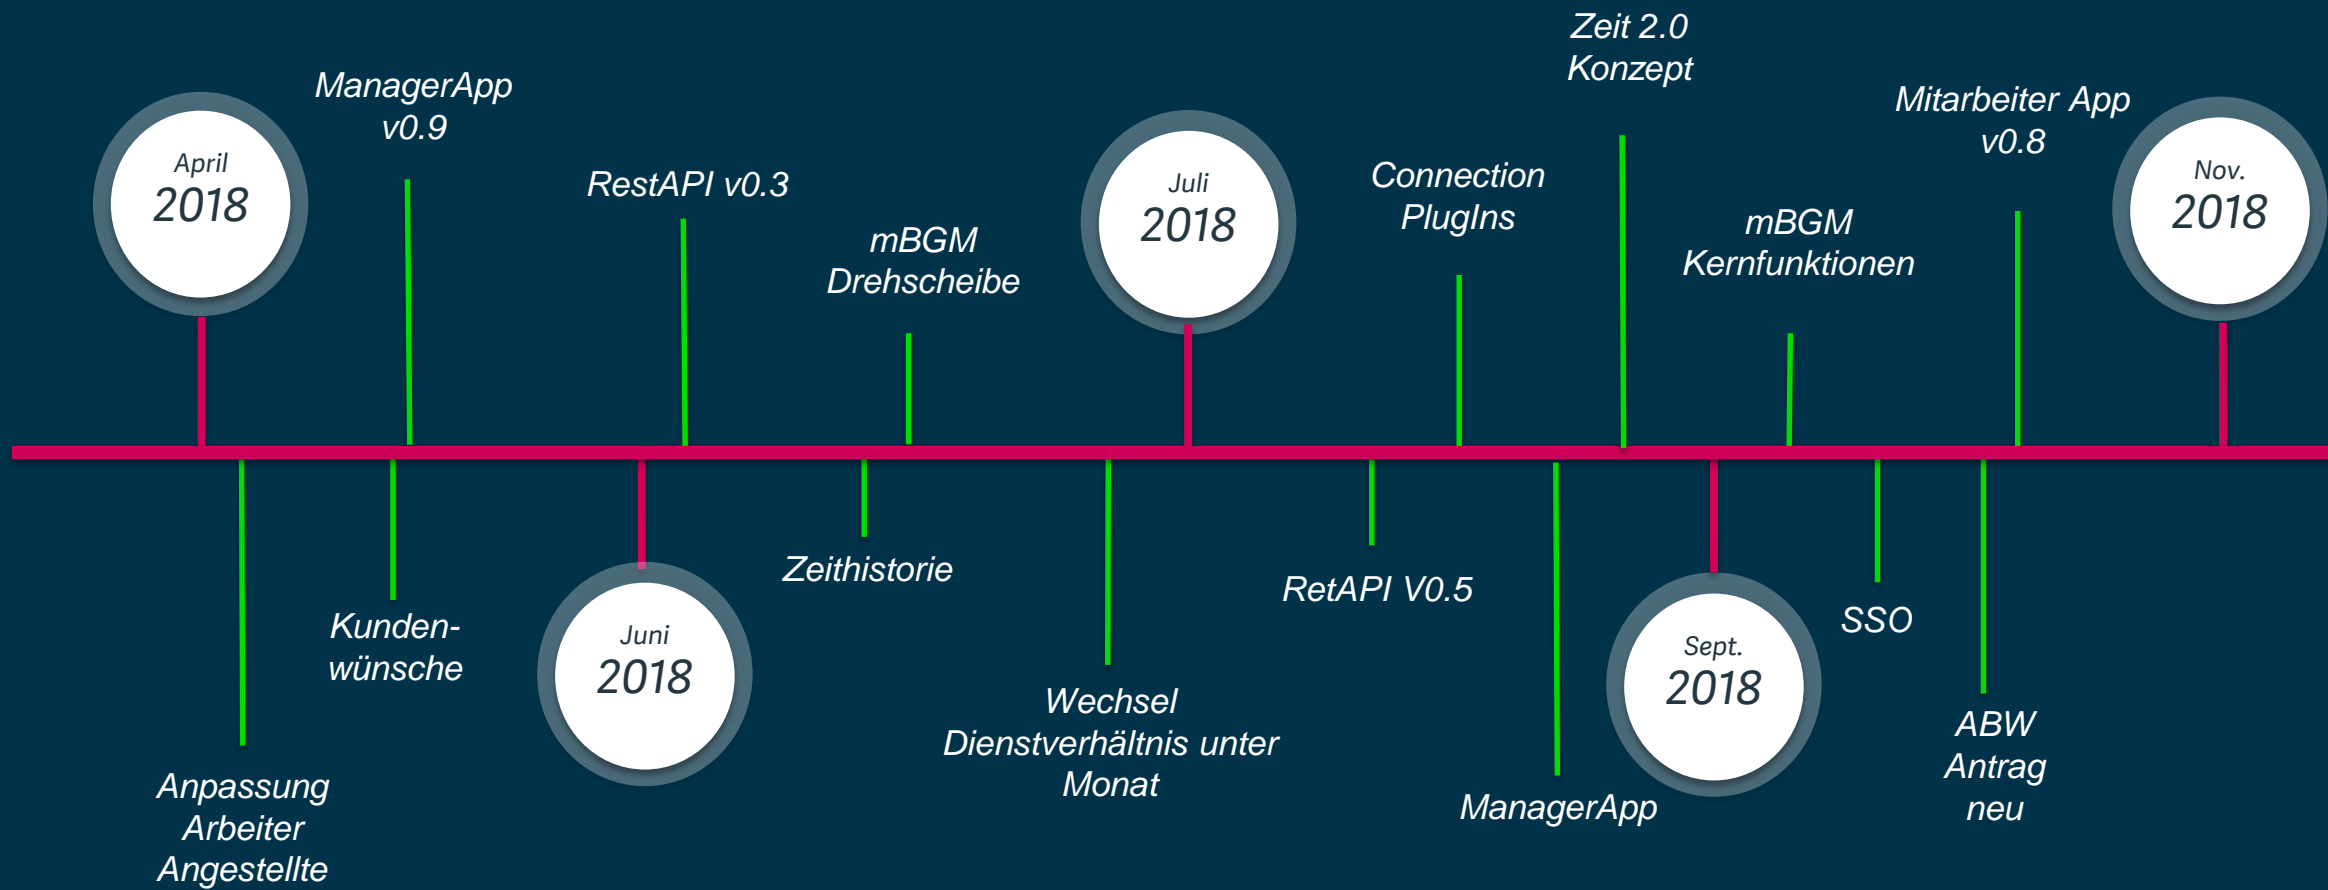 Zeit 2.0
Konzept
ManagerApp
v0.9
Mitarbeiter App
v0.8
April
2018
RestAPI v0.3
mBGM
Drehscheibe
Juli
2018
Connection
PlugIns
mBGM
Kernfunktionen
Nov.
2018
Anpassung
Arbeiter
Angestellte
Kunden-
wünsche
Juni
2018
Zeithistorie
Wechsel
Dienstverhältnis unter
Monat
RetAPI V0.5
ManagerApp
Sept.
2018
SSO
ABW
Antrag
neu